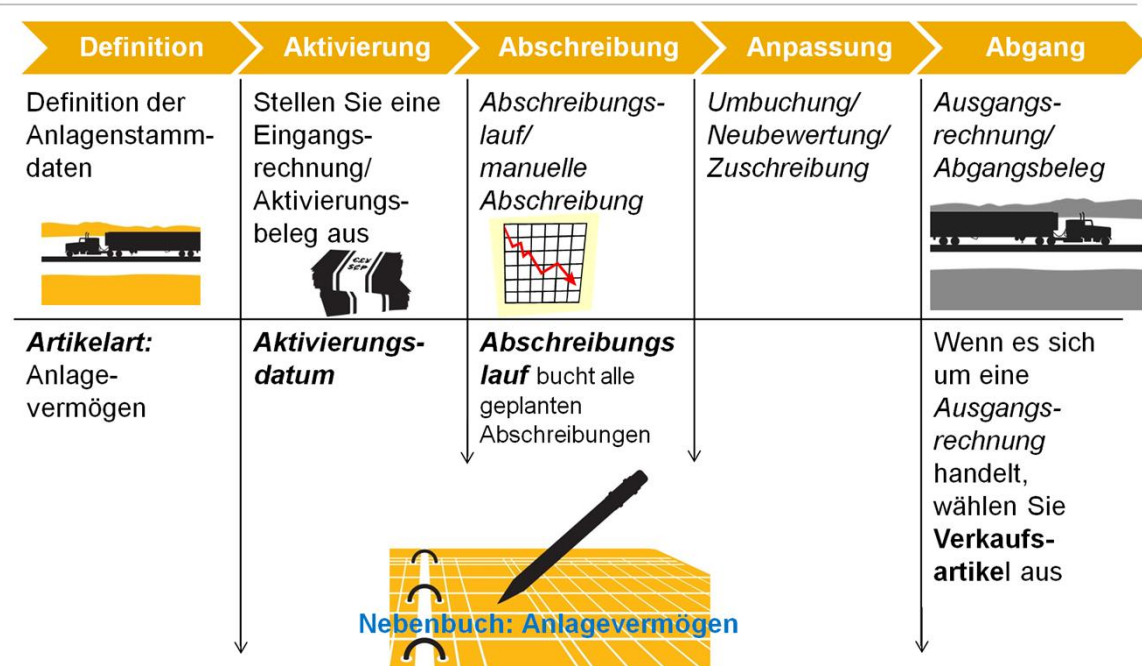 Definition
Aktivierung
Abschreibung
Anpassung
Abgang
Definition der
Anlagenstamm-
daten
Stellen Sie eine
Eingangs-
rechnung/
Aktivierungs-
beleg aus
Abschreibungs-
lauf/
manuelle
Abschreibung
Umbuchung/
Neubewertung/
Zuschreibung
Ausgangs-
rechnung/
Abgangsbeleg
Artikelart:
Anlage-
vermögen
Aktivierungs-
datum
Abschreibungs
lauf bucht alle
geplanten
Abschreibungen
Wenn es sich
um eine
Ausgangs-
rechnung
handelt,
wählen Sie
Verkaufs-
artikel aus
Nebenbuch: Anlagevermögen